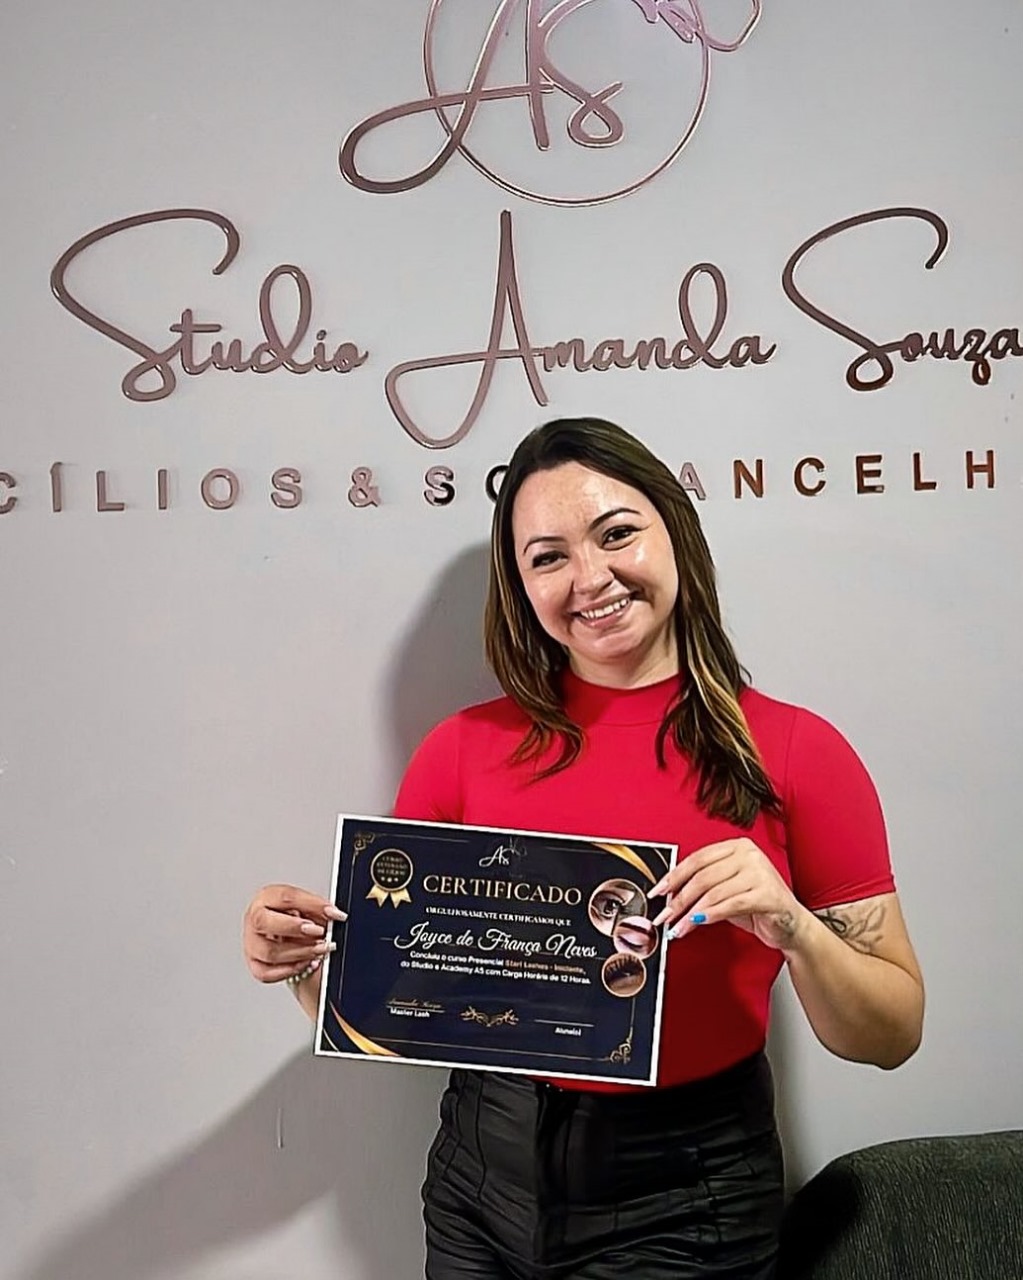 As
Studio Amanda Souza
CÍLIOS & SO ANCELH
As
CERTIFICADO
ORGULHOSAMENTE CERTIFICAMOS QUE
Joyce de França Neves
Concluiu o curso Presencial Start Lashes - Iniciante,
do Studio e Academy AS com Carga Horária de 12 Horas.
Master Lash
Aluno(a)